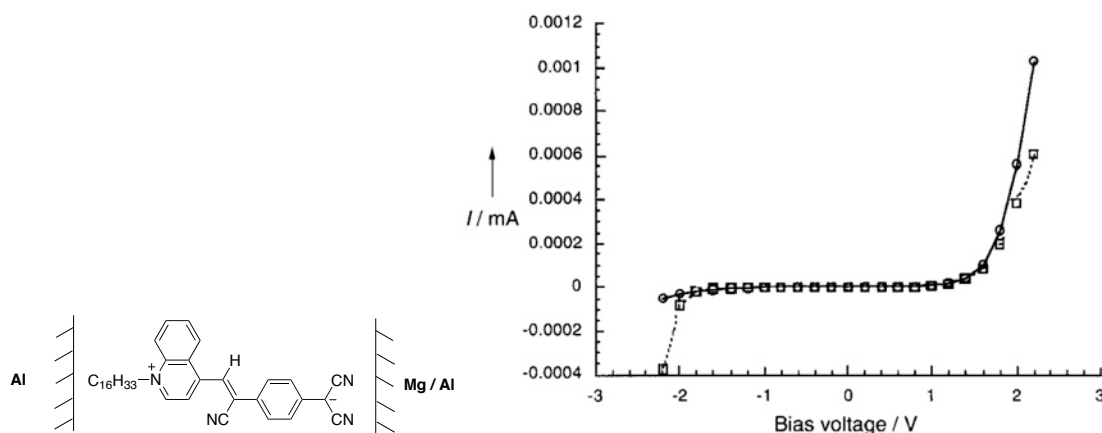 Al
C16H33
N
+
H
NC
CN
–
CN
Mg / Al
0.0012
0.001
0.0008
0.0006
0.0004
0.0002
0
-0.0002
-0.0004
I / mA
-3
-2
-1
0
1
2
3
Bias voltage / V